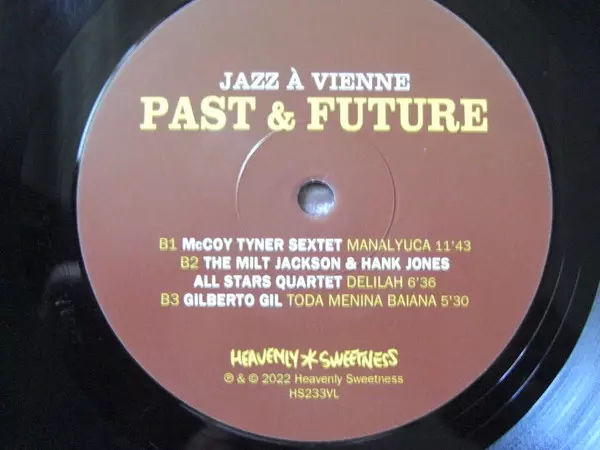 JAZZ À VIENNE
PAST & FUTURE
B1 McCOY TYNER SEXTET MANALYUCA 11'43
B2 THE MILT JACKSON & HANK JONES
ALL STARS QUARTET DELILAH 6'36
B3 GILBERTO GIL TODA MENINA BAIANA 5'30
HEAVENLY * SWEETNESS
℗ & © 2022 Heavenly Sweetness
HS233VL